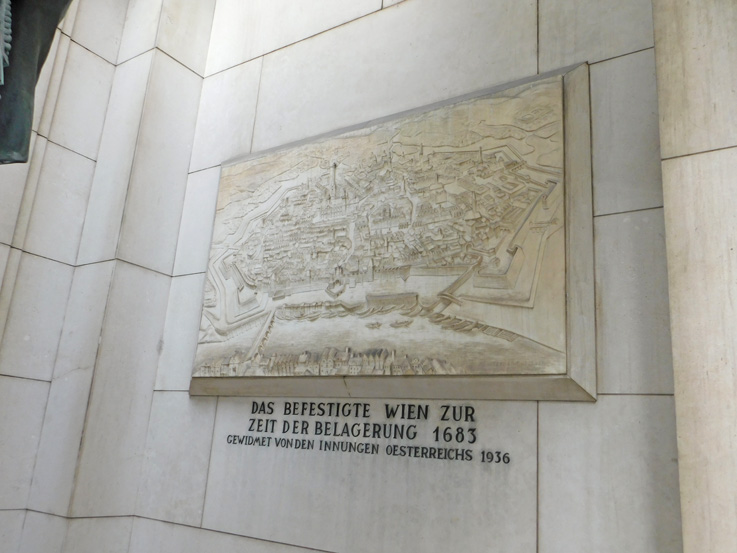 DAS BEFESTIGTE WIEN ZUR
ZEIT DER BELAGERUNG 1683
GEWIDMET VON DEN INNUNGEN OESTERREICHS 1936